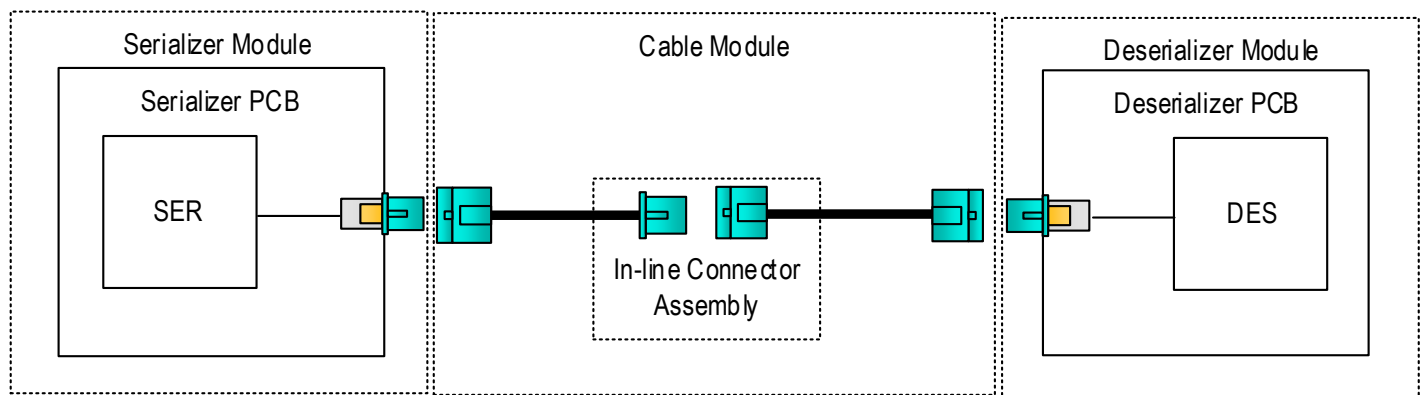 Serializer Module
Serializer PCB
SER
Cable Module
In-line Connector
Assembly
Deserializer Module
Deserializer PCB
DES